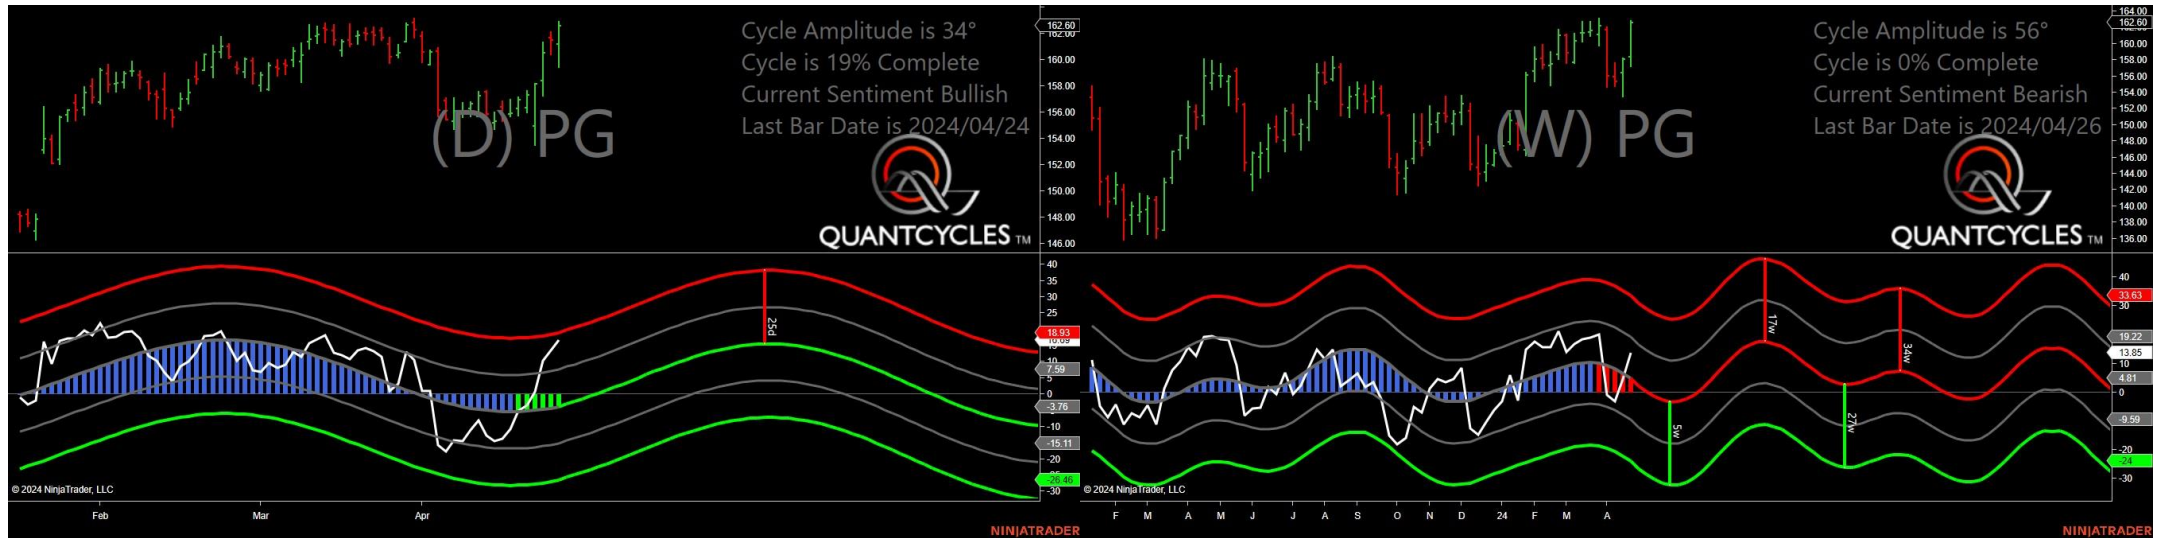 Cycle Amplitude is 34°
Cycle is 19% Complete
Current Sentiment Bullish
Last Bar Date is 2024/04/24
(D) PG
QUANTCYCLES TM
162.60
162.00
160.00
158.00
156.00
154.00
152.00
150.00
148.00
146.00
40
35
30
25
18.93
10
7.59
5
0
-3.76
-10
-15.11
-20
-26.46
-30
25d
© 2024 NinjaTrader, LLC
Feb Mar Apr
NINJATRADER
Cycle Amplitude is 56°
Cycle is 0% Complete
Current Sentiment Bearish
Last Bar Date is 2024/04/26
(W) PG
QUANTCYCLES TM
164.00
162.60
160.00
158.00
156.00
154.00
152.00
150.00
148.00
146.00
144.00
142.00
140.00
138.00
136.00
40
33.63
30
19.22
13.85
10
4.81
0
-9.59
-20
-24
-30
5w
17w
27w
34w
© 2024 NinjaTrader, LLC
F M A M J J A S O N D 24 F M A
NINJATRADER